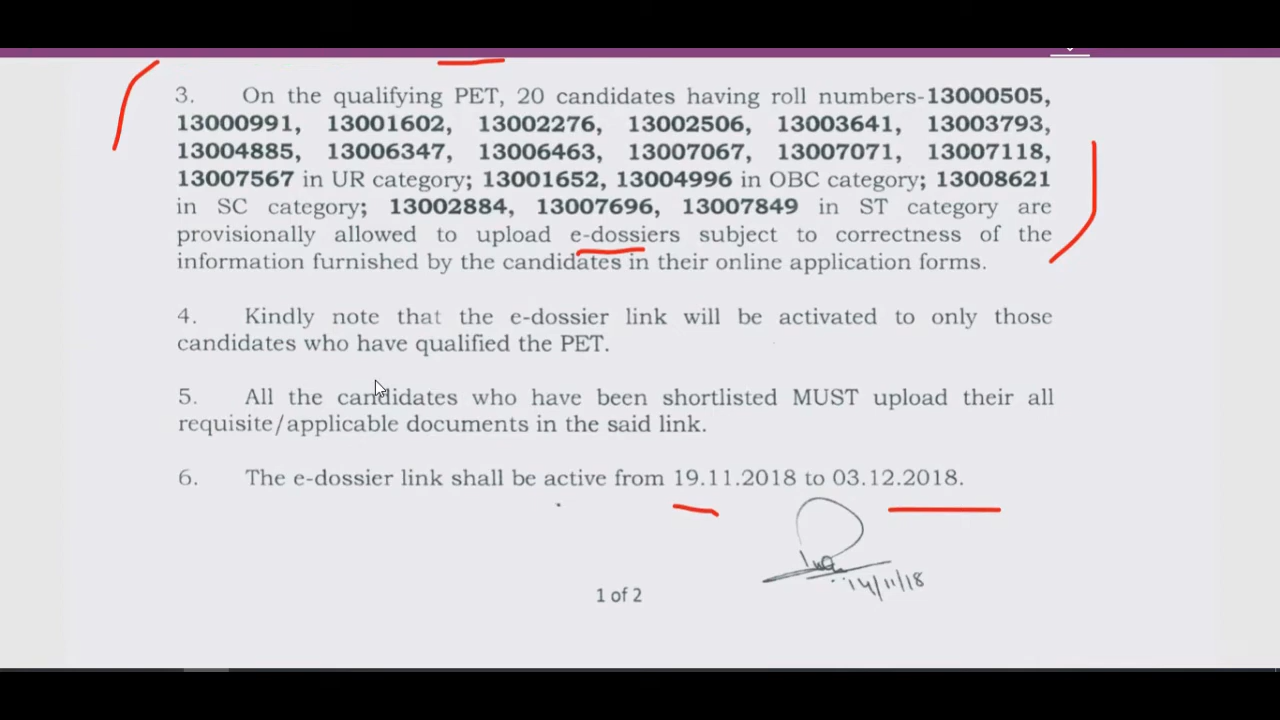 3. On the qualifying PET, 20 candidates having roll numbers-13000505,
13000991, 13001602, 13002276, 13002506, 13003641, 13003793,
13004885, 13006347, 13006463, 13007067, 13007071, 13007118,
13007567 in UR category; 13001652, 13004996 in OBC category; 13008621
in SC category; 13002884, 13007696, 13007849 in ST category are
provisionally allowed to upload e-dossiers subject to correctness of the
information furnished by the candidates in their online application forms.
4. Kindly note that the e-dossier link will be activated to only those
candidates who have qualified the PET.
5. All the candidates who have been shortlisted MUST upload their all
requisite/applicable documents in the said link.
6. The e-dossier link shall be active from 19.11.2018 to 03.12.2018.
14/11/18
1 of 2